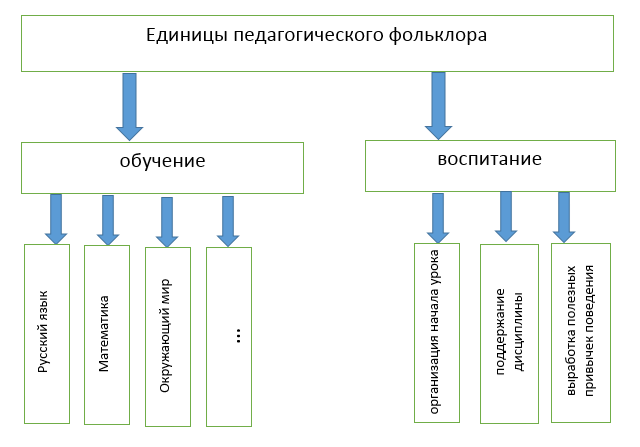 Единицы педагогического фольклора
обучение
воспитание
Русский язык
Математика
Окружающий мир
...
организация начала урока
поддержание
дисциплины
выработка полезных
привычек поведения